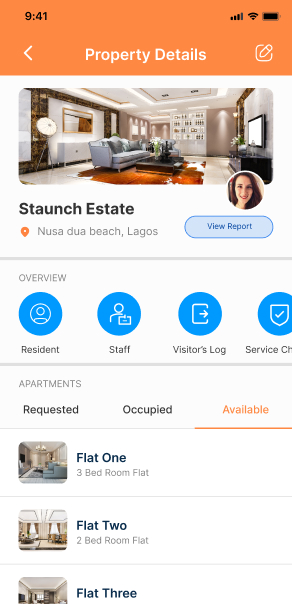 9:41
Property Details
Staunch Estate
Nusa dua beach, Lagos
View Report
OVERVIEW
Resident
Staff
Visitor's Log
Service Ch
APARTMENTS
Requested
Occupied
Available
Flat One
3 Bed Room Flat
Flat Two
2 Bed Room Flat
Flat Three